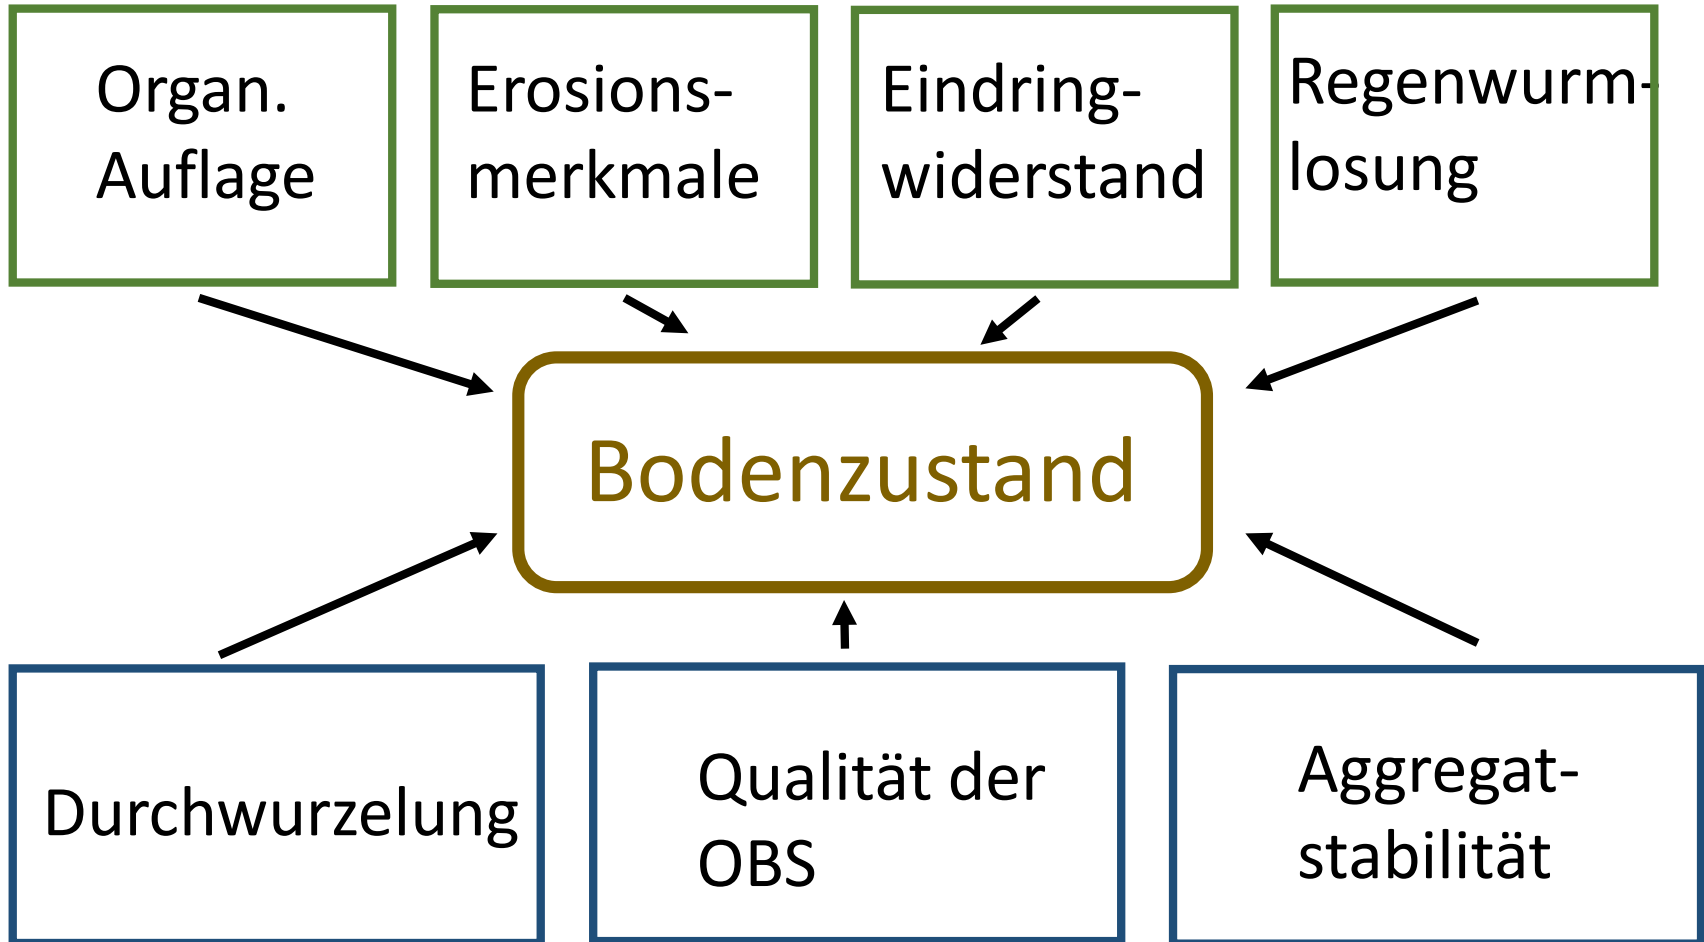 Organ.
Auflage
Erosions-
merkmale
Eindring-
widerstand
Regenwurm-
losung
Bodenzustand
Durchwurzelung
Qualität der
OBS
Aggregat-
stabilität